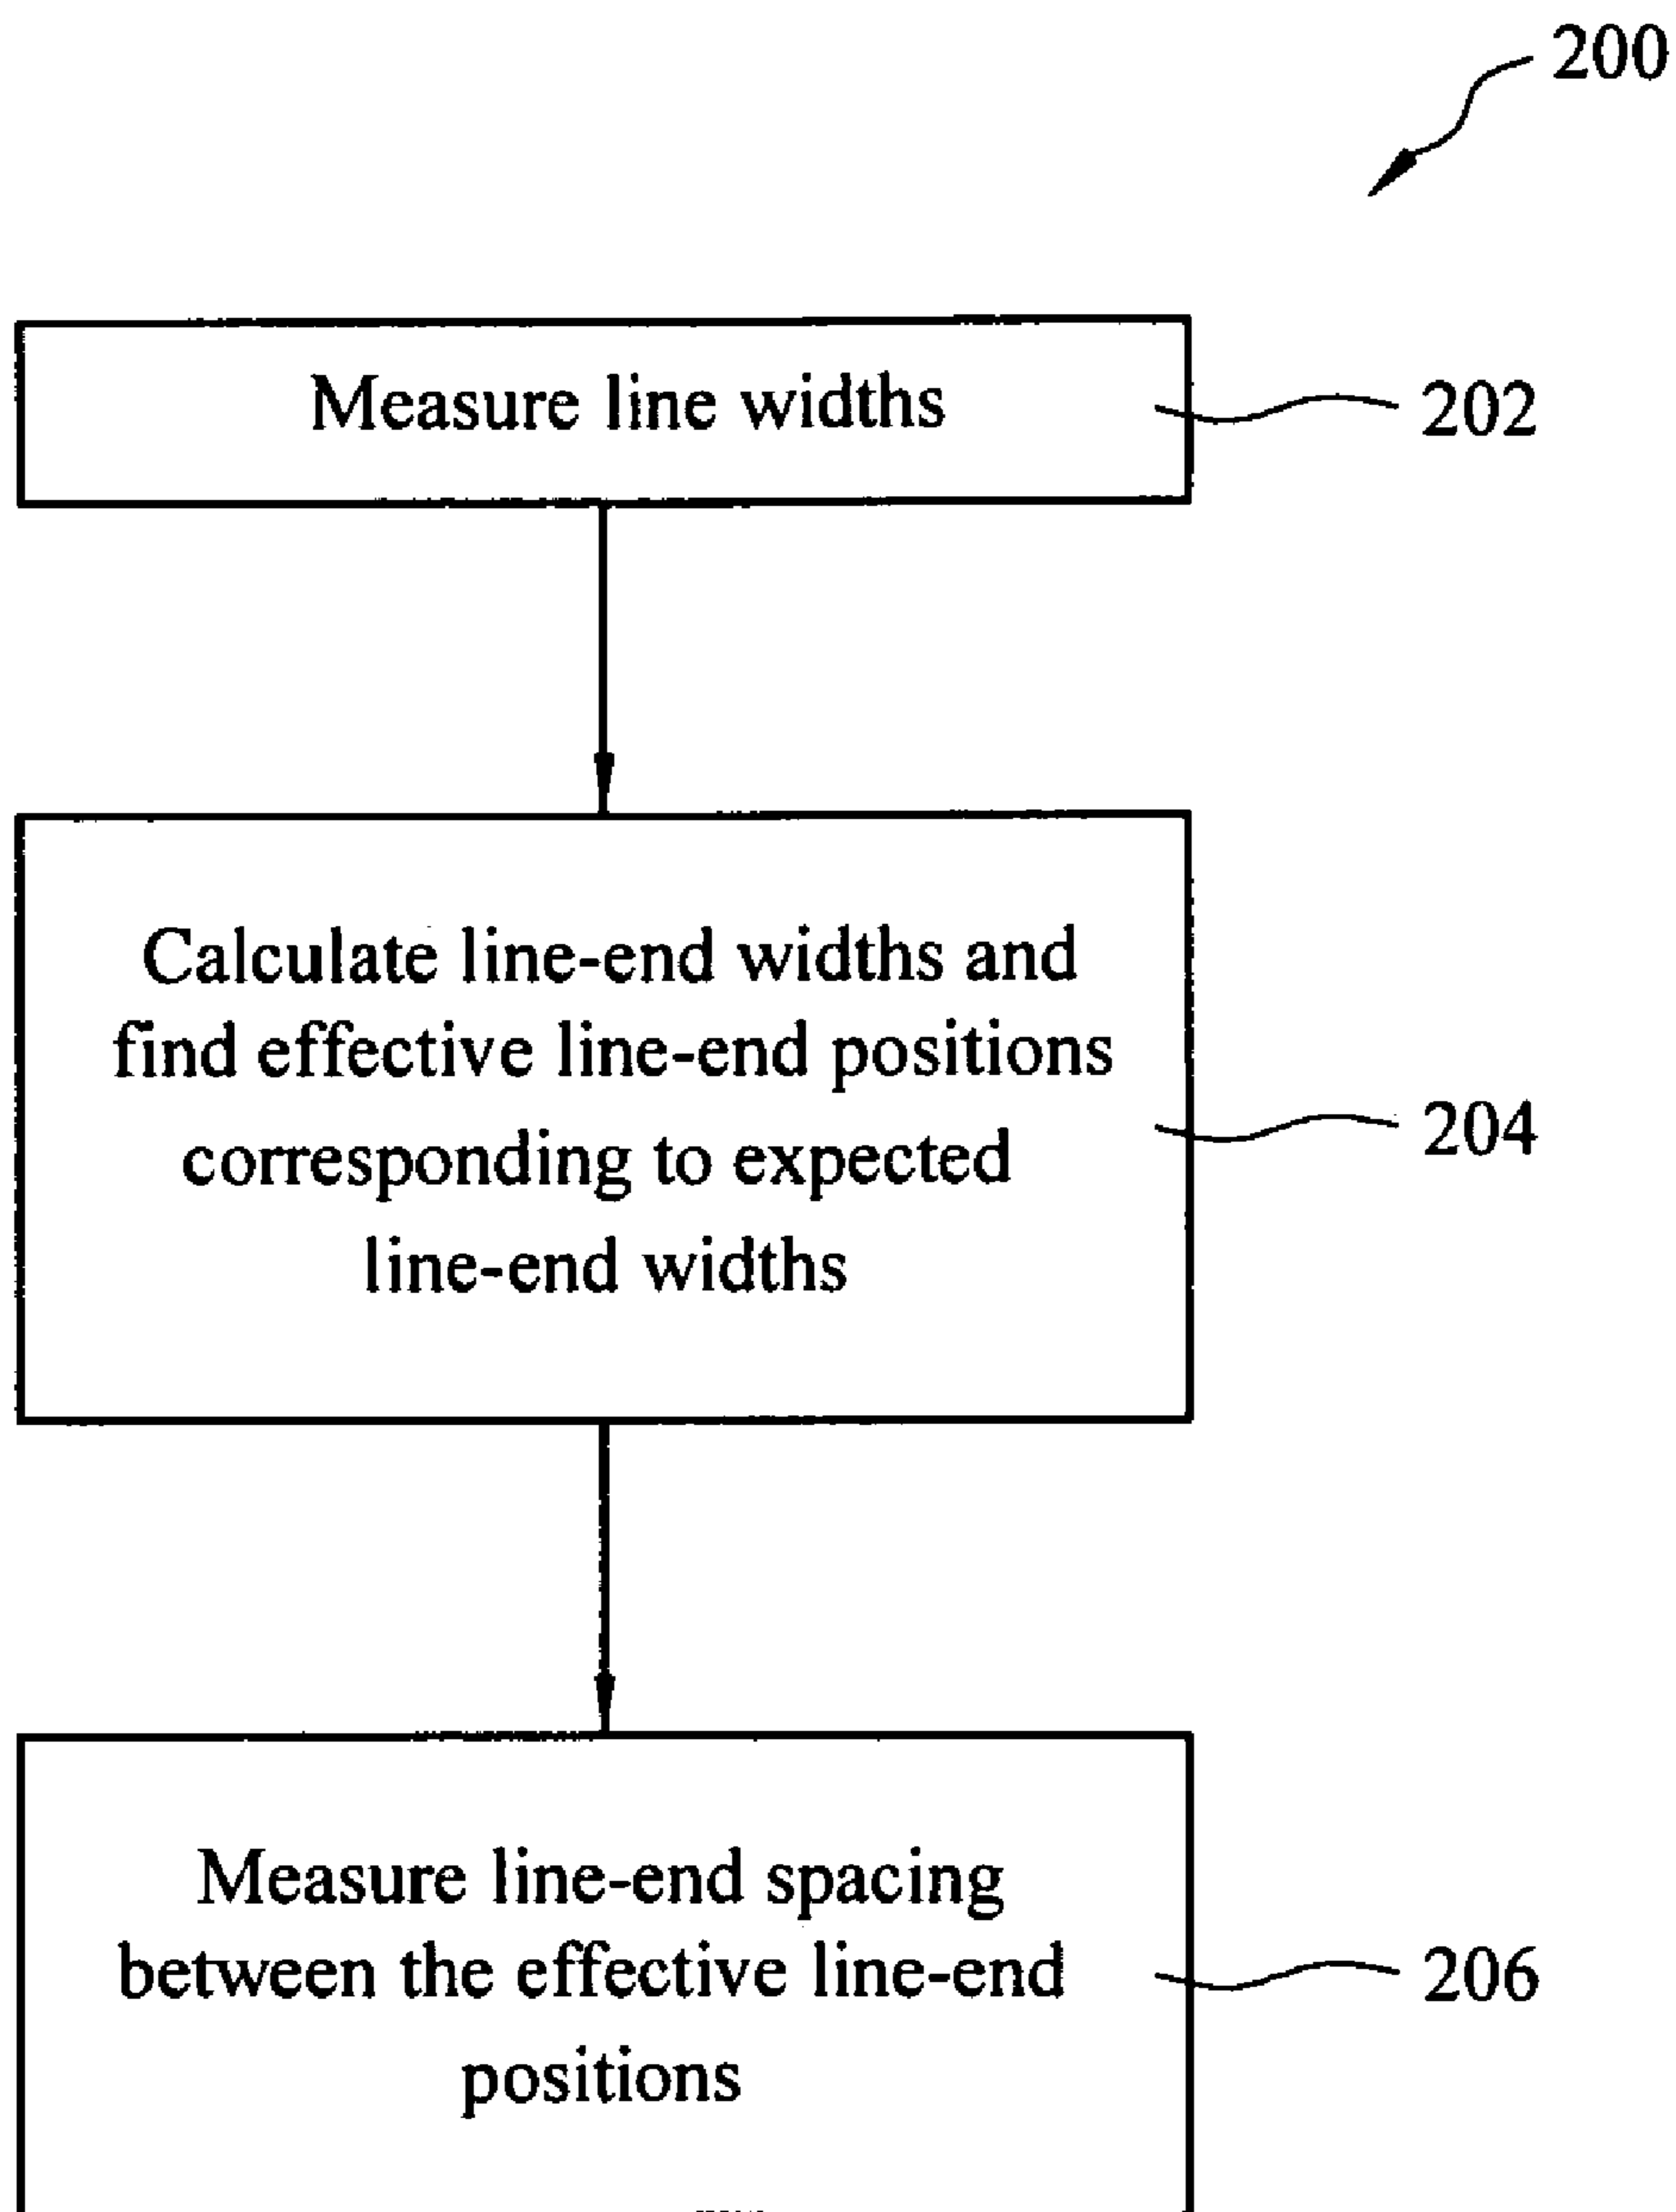 200
Measure line widths
202
Calculate line-end widths and
find effective line-end positions
corresponding to expected
line-end widths
204
Measure line-end spacing
between the effective line-end
positions
206